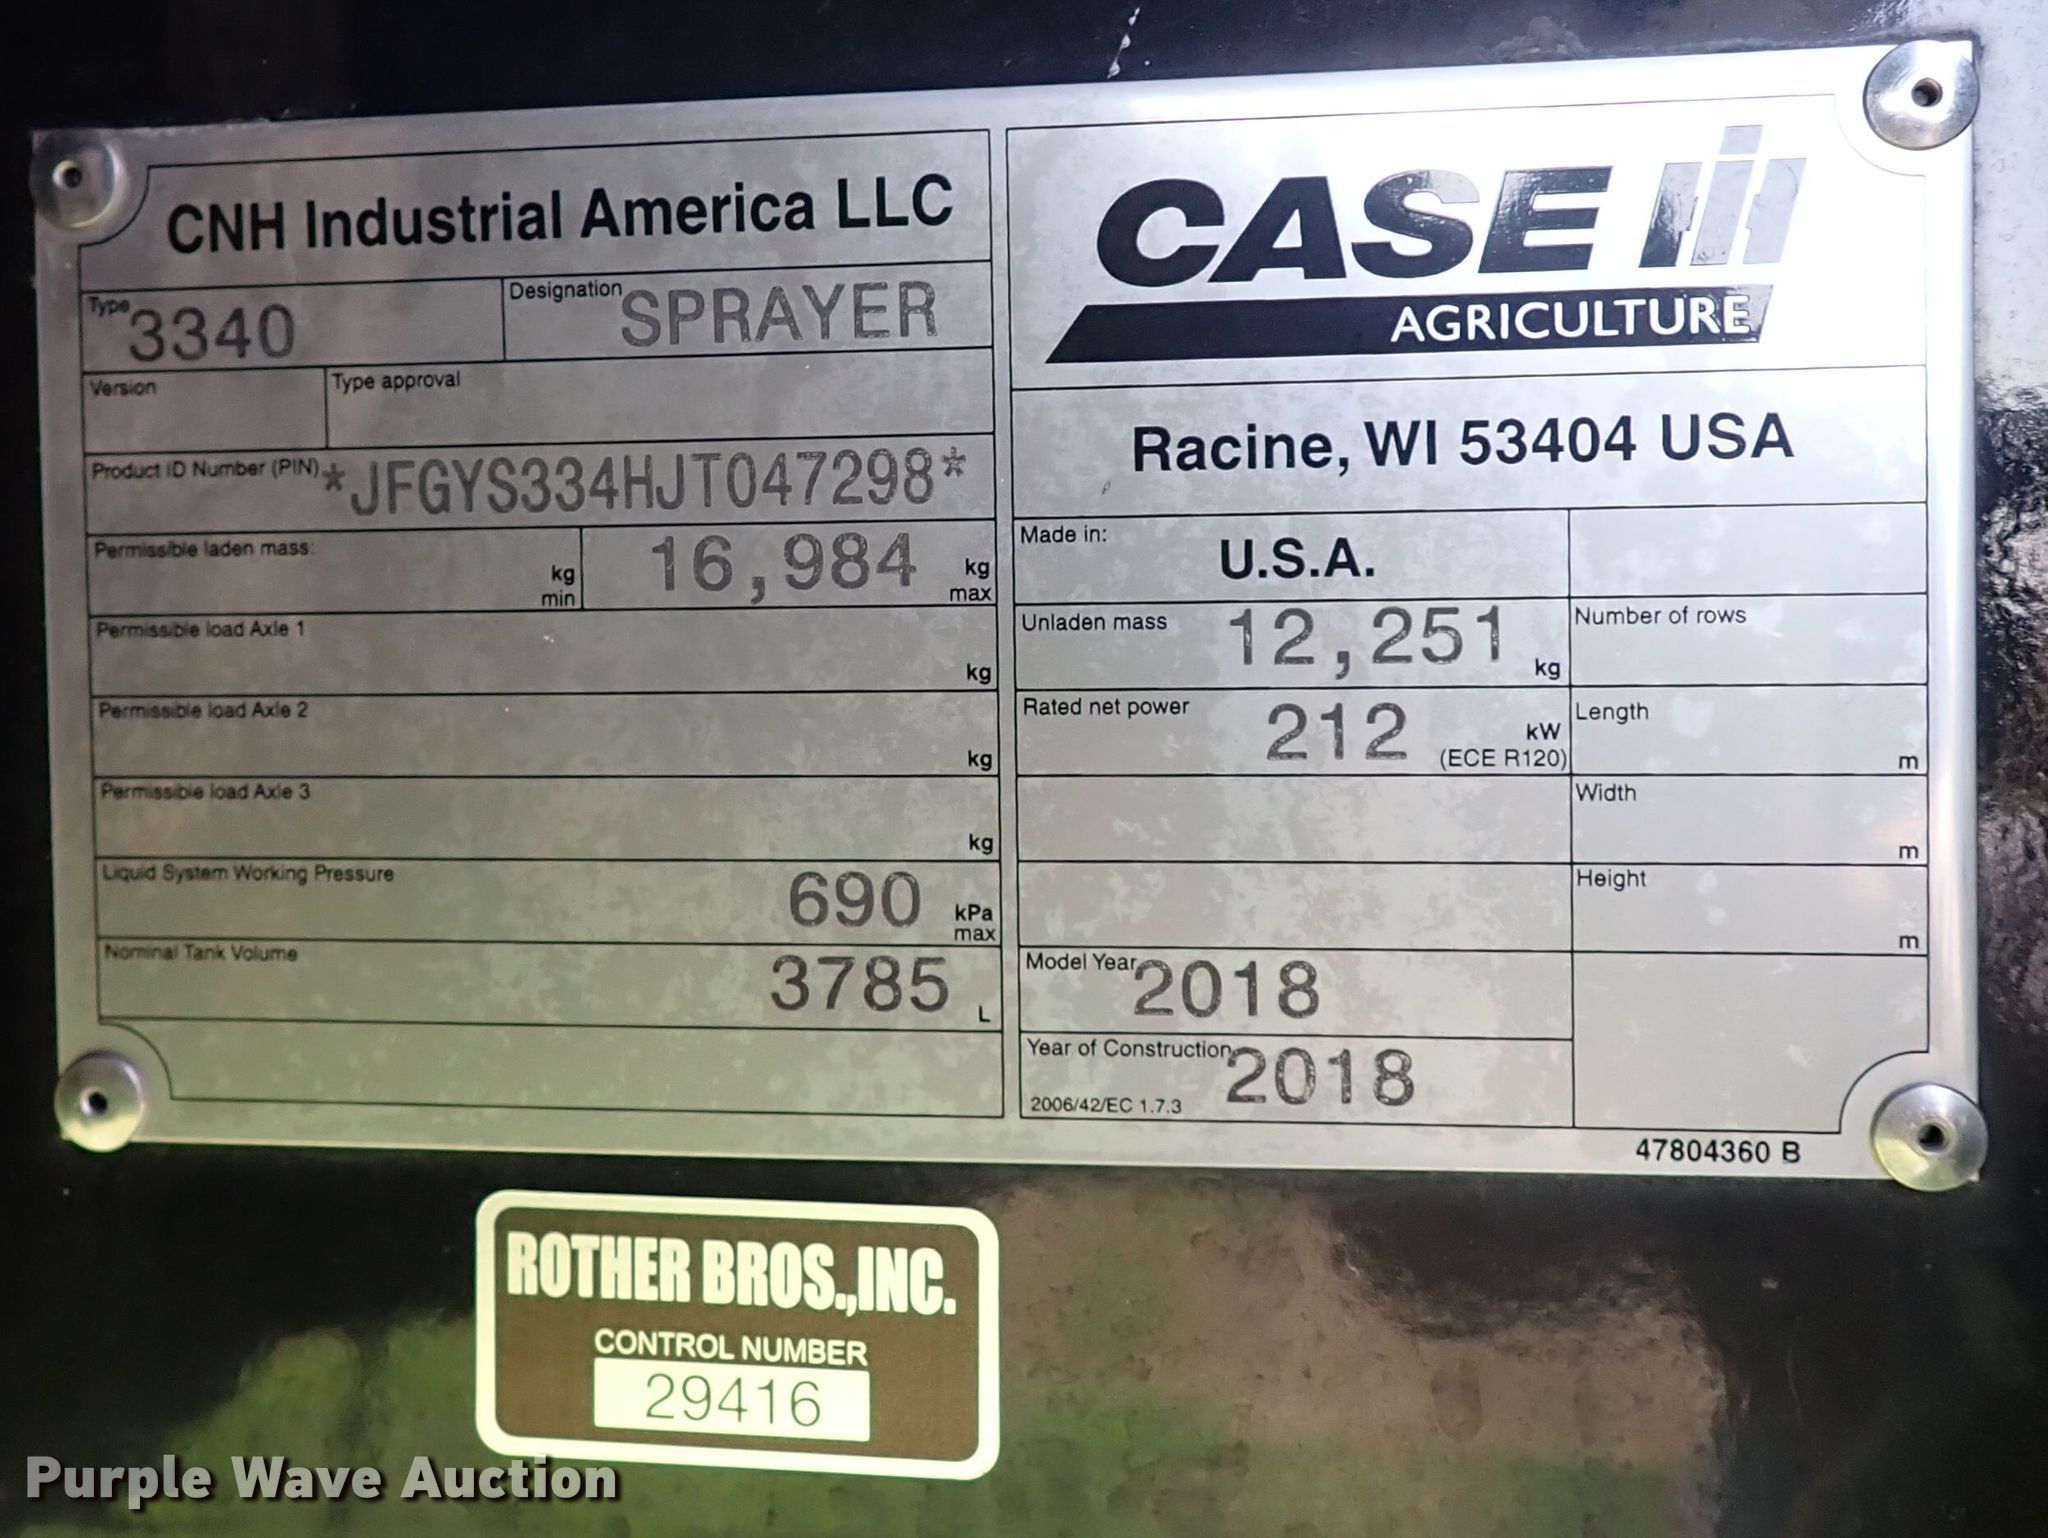 CNH Industrial America LLC
Type 3340
Designation SPRAYER
Version
Type approval
Product ID Number (PIN) *JFGYS334HJT047298*
Permissible laden mass:
kg
min
16,984 kg
max
Permissible load Axle 1
kg
Permissible load Axle 2
kg
Permissible load Axle 3
kg
Liquid System Working Pressure
690 kPa
max
Nominal Tank Volume
3785 L
CASE IH
AGRICULTURE
Racine, WI 53404 USA
Made in: U.S.A.
Unladen mass 12,251 kg
Number of rows
Rated net power 212 kW
(ECE R120)
Length
m
Width
m
Height
m
Model Year 2018
Year of Construction 2018
2006/42/EC 1.7.3
47804360 B
ROTHER BROS.,INC.
CONTROL NUMBER
29416
Purple Wave Auction